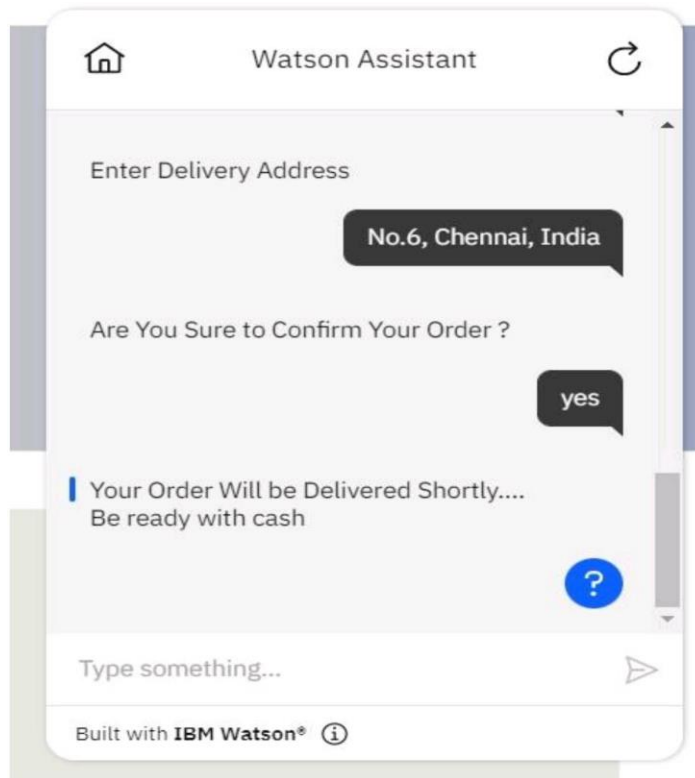 Watson Assistant
Enter Delivery Address
No.6, Chennai, India
Are You Sure to Confirm Your Order ?
yes
Your Order Will be Delivered Shortly....
Be ready with cash
?
Type something...
Built with IBM Watson®